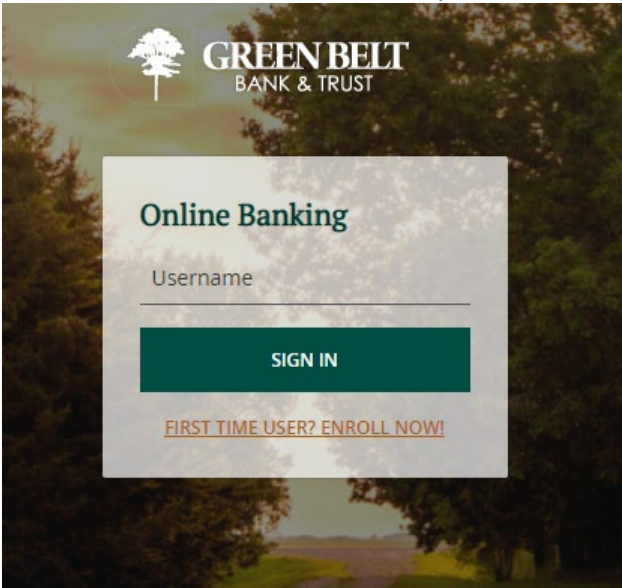 GREEN BELT
BANK & TRUST
Online Banking
Username
SIGN IN
FIRST TIME USER? ENROLL NOW!